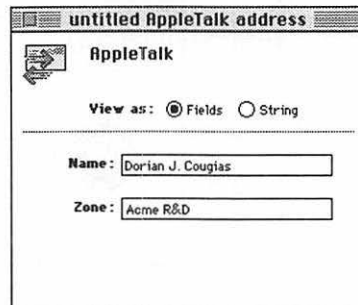 untitled AppleTalk address
AppleTalk
View as: Fields String
Name: Dorian J. Cougias
Zone: Acme R&D